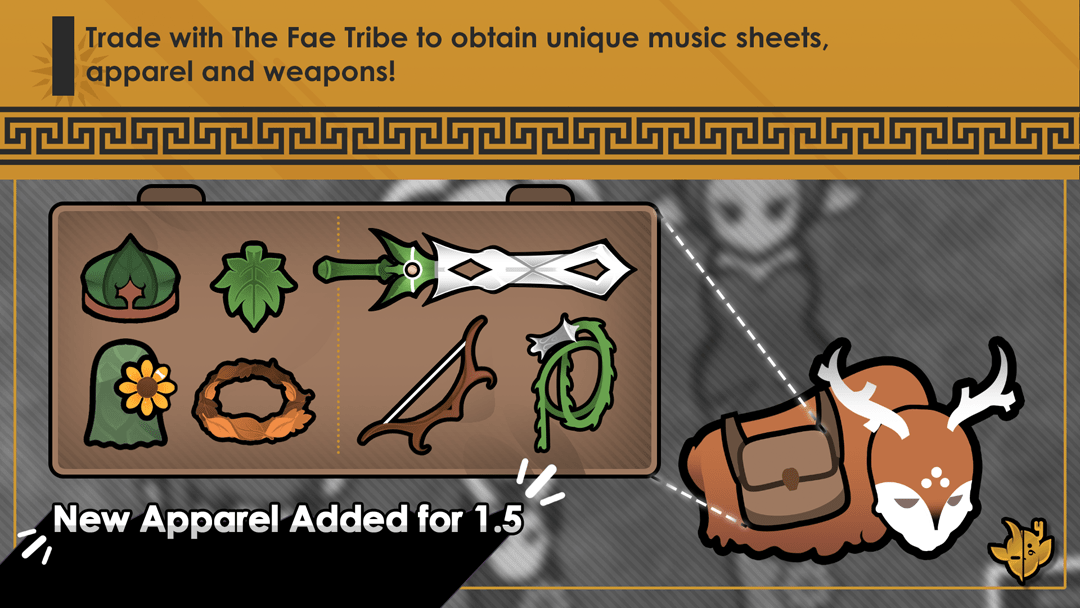 Trade with The Fae Tribe to obtain unique music sheets,
apparel and weapons!
New Apparel Added for 1.5